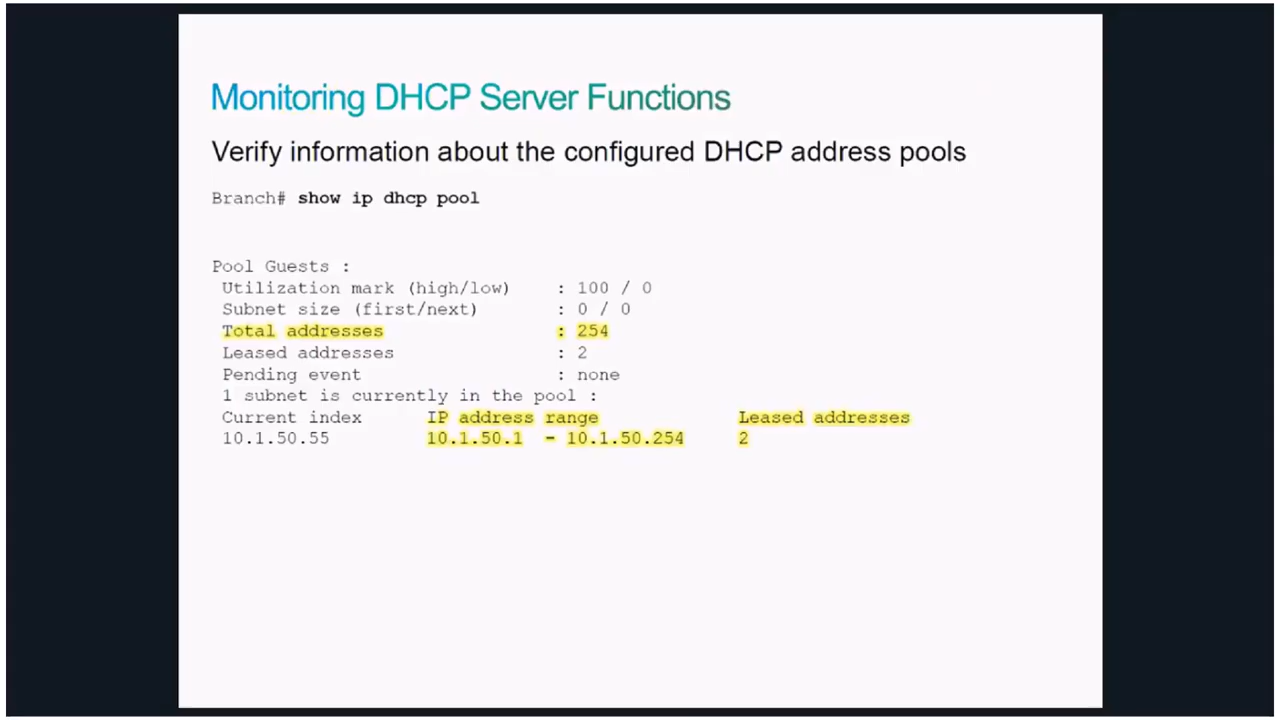 Monitoring DHCP Server Functions
Verify information about the configured DHCP address pools
Branch# show ip dhcp pool
Pool Guests :
Utilization mark (high/low) : 100 / 0
Subnet size (first/next) : 0 / 0
Total addresses : 254
Leased addresses : 2
Pending event : none
1 subnet is currently in the pool :
Current index IP address range Leased addresses
10.1.50.55 10.1.50.1 - 10.1.50.254 2